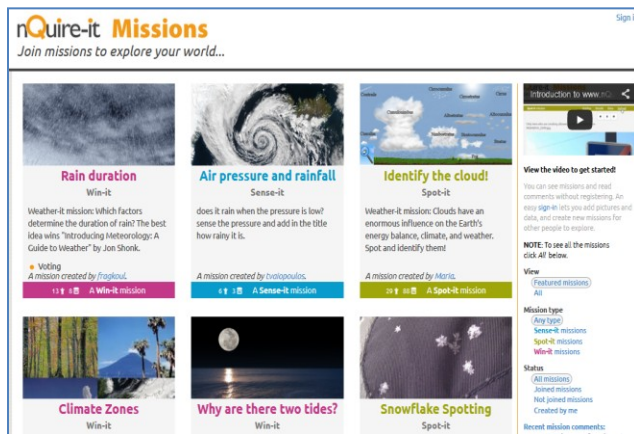 nQuire-it Missions
Sign i
Join missions to explore your world...
Rain duration
Win-it
Weather-it mission: Which factors
determine the duration of rain? The best
idea wins "Introducing Meteorology: A
Guide to Weather" by Jon Shonk.
Voting
A mission created by fragkoul.
13 8 A Win-it mission
Air pressure and rainfall
Sense-it
does it rain when the pressure is low?
sense the pressure and add in the title
how rainy it is.
A mission created by tvalopoulos.
6 3 A Sense-it mission
Identify the cloud!
Spot-it
Weather-it mission: Clouds have an
enormous influence on the Earth's
energy balance, climate, and weather.
Spot and identify them!
A mission created by Maria.
A Spot-it mission
Climate Zones
Win-it
Why are there two tides?
Win-it
Snowflake Spotting
Spot-it
Introduction to www.nQ
View the video to get started!
You can see missions and read
comments without registering. An
easy sign-in lets you add pictures and
data, and create new missions for
other people to explore.
NOTE: To see all the missions
click All below.
View
Featured missions
All
Mission type
Any type
Sense-it missions
Spot-it missions
Win-it missions
Status
All missions
Joined missions
Not joined missions
Created by me
Recent mission comments: